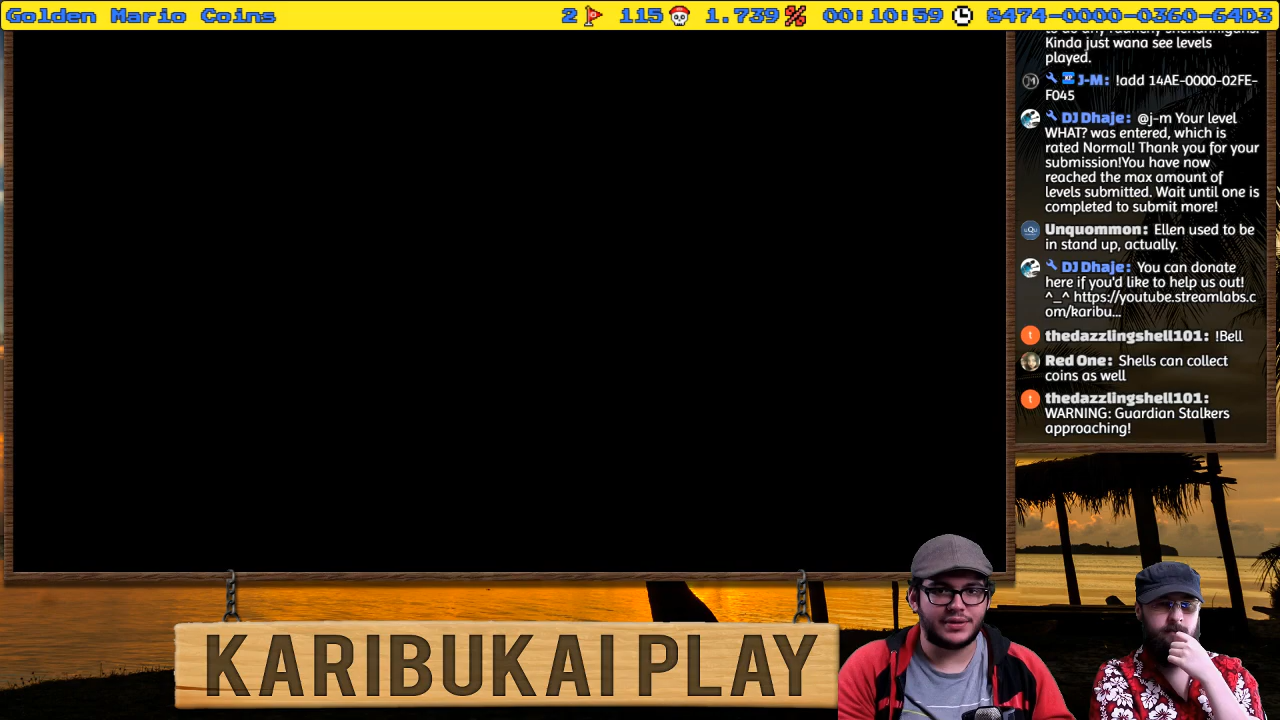 Golden Mario Coins 2 115 1.739 00:10:59 8474-0000-0360-64D3
Kinda just wana see levels
played.
J-M: !add 14AE-0000-02FE-
F045
DJ Dhaje: @j-m Your level
WHAT? was entered, which is
rated Normal! Thank you for your
submission!You have now
reached the max amount of
levels submitted. Wait until one is
completed to submit more!
Unquommon: Ellen used to be
in stand up, actually.
DJ Dhaje: You can donate
here if you'd like to help us out!
^_^ https://youtube.streamlabs.c
om/karibu...
thedazzlingshell101: !Bell
Red One: Shells can collect
coins as well
thedazzlingshell101:
WARNING: Guardian Stalkers
approaching!
KARIBUKAI PLAY